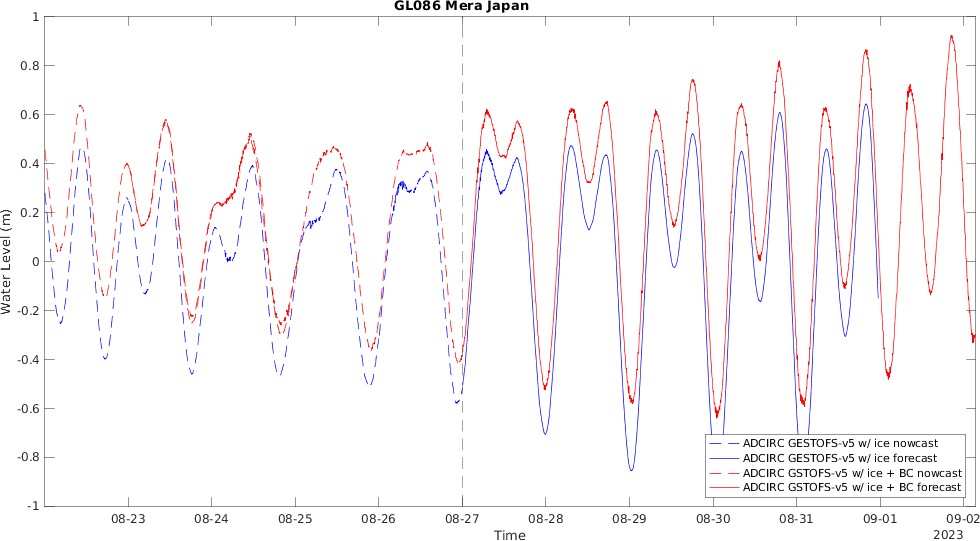 GL086 Mera Japan
1
0.8
0.6
0.4
0.2
0
-0.2
-0.4
-0.6
-0.8
-1
Water Level (m)
ADCIRC GESTOFS-v5 w/ ice nowcast
ADCIRC GESTOFS-v5 w/ ice forecast
ADCIRC GSTOFS-v5 w/ ice + BC nowcast
ADCIRC GSTOFS-v5 w/ ice + BC forecast
08-23 08-24 08-25 08-26 08-27 08-28 08-29 08-30 08-31 09-01 09-02
Time
2023